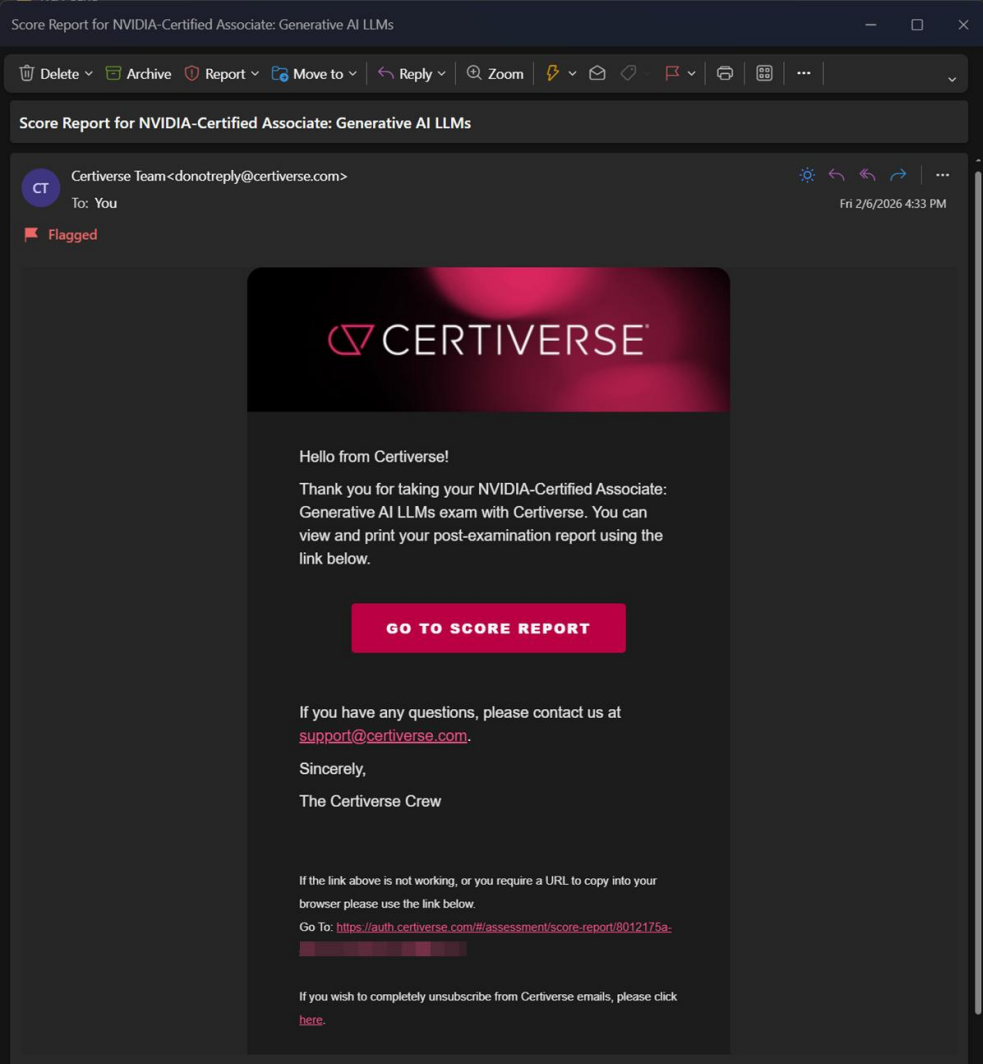 Score Report for NVIDIA-Certified Associate: Generative AI LLMs
Delete Archive Report Move to Reply Zoom
Score Report for NVIDIA-Certified Associate: Generative AI LLMs
CT
Certiverse Team<donotreply@certiverse.com>
To: You
Fri 2/6/2026 4:33 PM
Flagged
CERTIVERSE
Hello from Certiverse!
Thank you for taking your NVIDIA-Certified Associate:
Generative AI LLMs exam with Certiverse. You can
view and print your post-examination report using the
link below.
GO TO SCORE REPORT
If you have any questions, please contact us at
support@certiverse.com.
Sincerely,
The Certiverse Crew
If the link above is not working, or you require a URL to copy into your
browser please use the link below.
Go To: https://auth.certiverse.com/#/assessment/score-report/8012175a-
If you wish to completely unsubscribe from Certiverse emails, please click
here.